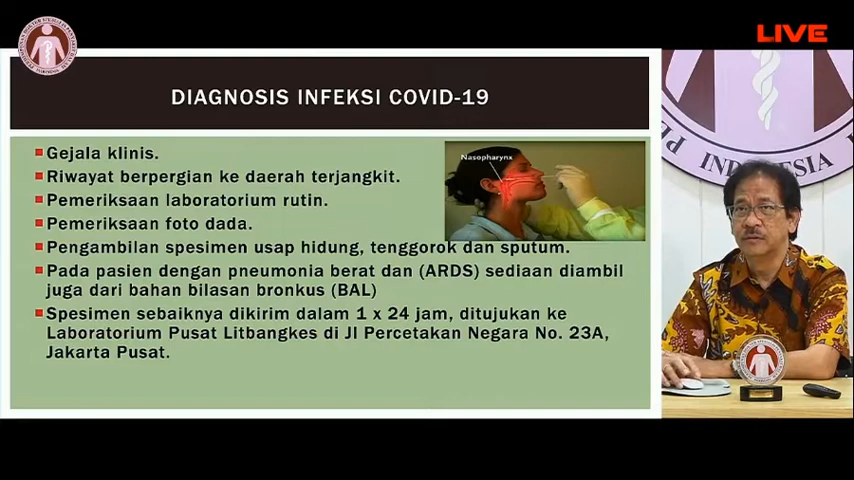 LIVE
DIAGNOSIS INFEKSI COVID-19
Gejala klinis.
Riwayat berpergian ke daerah terjangkit.
Pemeriksaan laboratorium rutin.
Pemeriksaan foto dada.
Pengambilan spesimen usap hidung, tenggorok dan sputum.
Pada pasien dengan pneumonia berat dan (ARDS) sediaan diambil
juga dari bahan bilasan bronkus (BAL)
Spesimen sebaiknya dikirim dalam 1 x 24 jam, ditujukan ke
Laboratorium Pusat Litbangkes di Jl Percetakan Negara No. 23A,
Jakarta Pusat.
Nasopharynx
INDONESIA